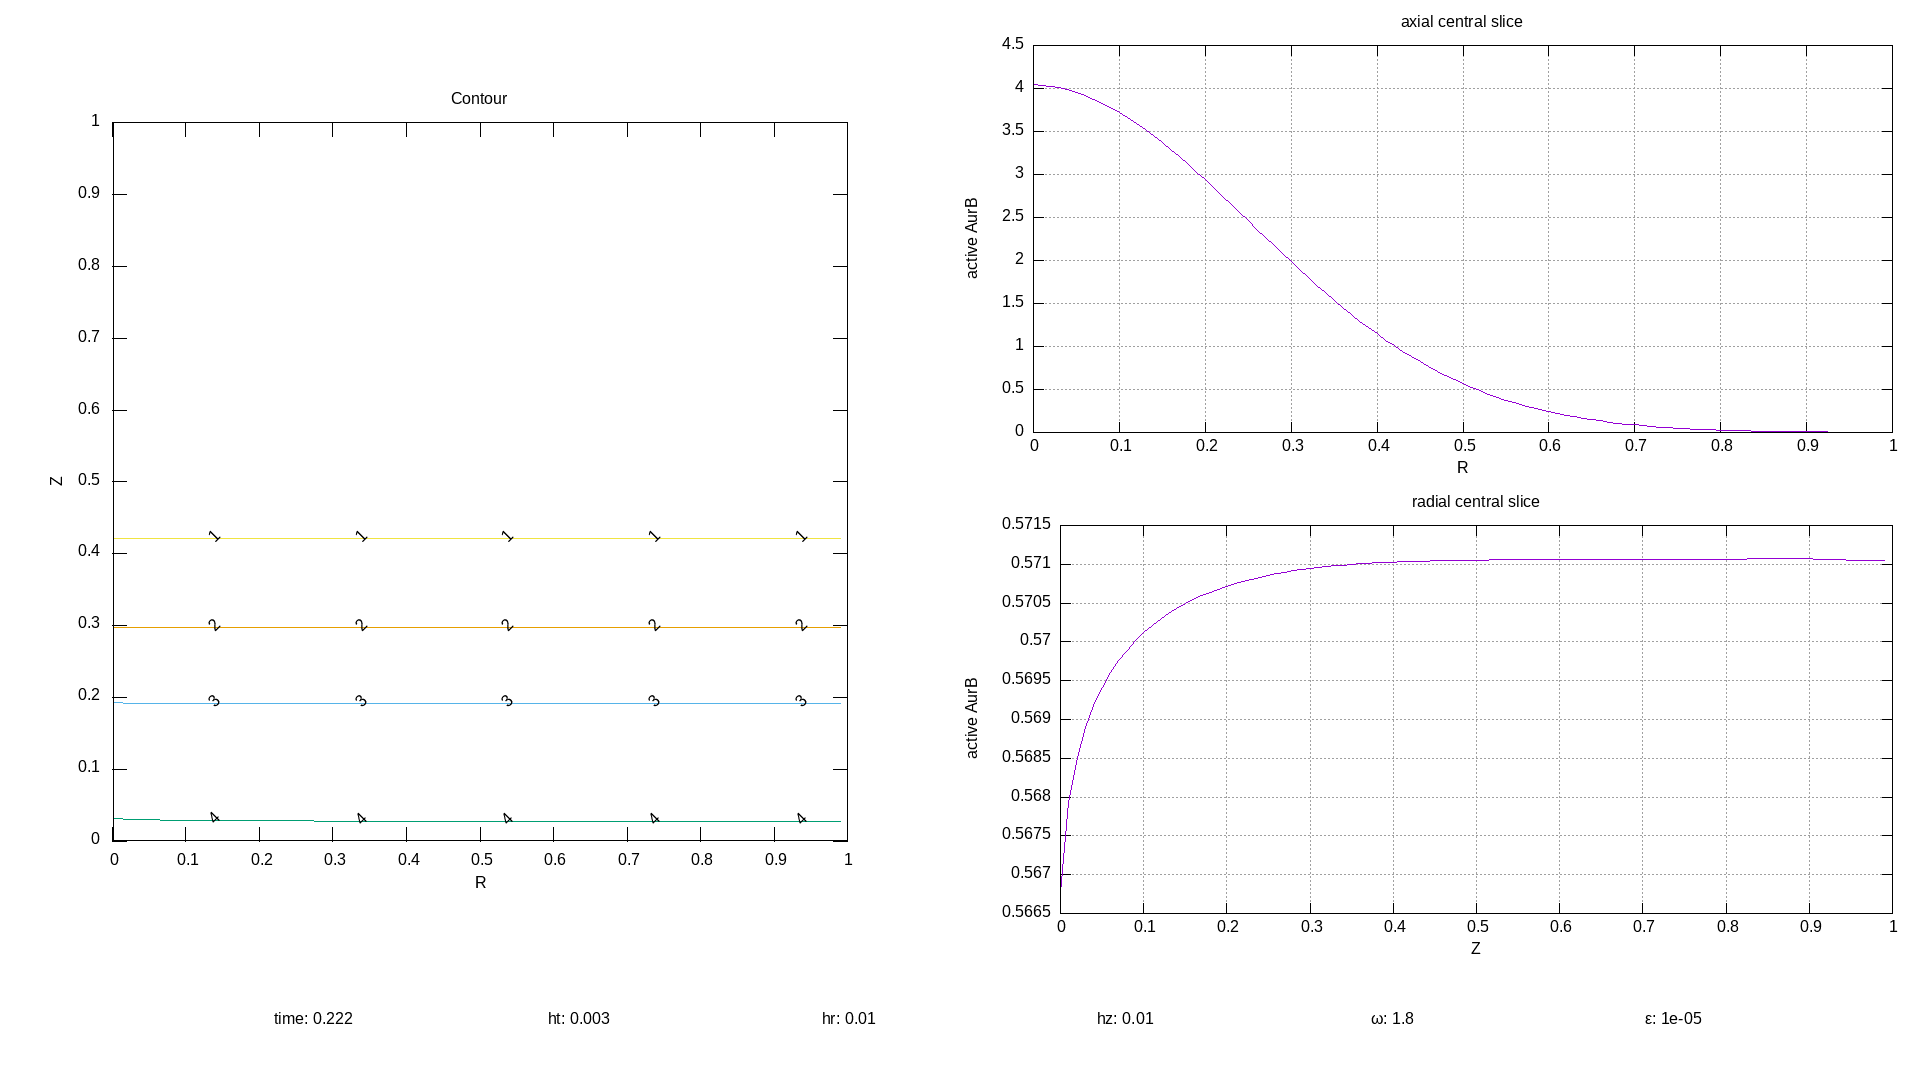 Contour
1
0.9
0.8
0.7
0.6
0.5
0.4
0.3
0.2
0.1
0
Z
1 1 1 1 1
2 2 2 2 2
3 3 3 3 3
4 4 4 4 4
0 0.1 0.2 0.3 0.4 0.5 0.6 0.7 0.8 0.9 1
R
axial central slice
4.5
4
3.5
3
2.5
2
1.5
1
0.5
0
active AurB
0 0.1 0.2 0.3 0.4 0.5 0.6 0.7 0.8 0.9 1
R
radial central slice
0.5715
0.571
0.5705
0.57
0.5695
0.569
0.5685
0.568
0.5675
0.567
0.5665
active AurB
0 0.1 0.2 0.3 0.4 0.5 0.6 0.7 0.8 0.9 1
Z
time: 0.222 ht: 0.003 hr: 0.01 hz: 0.01 ω: 1.8 ε: 1e-05